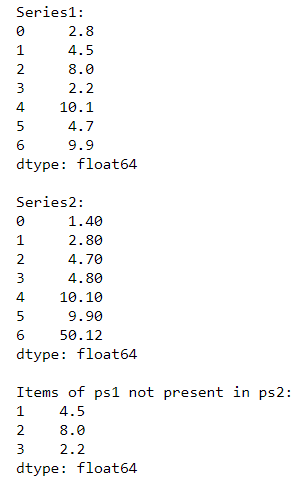 Series1:
0     2.8
1     4.5
2     8.0
3     2.2
4    10.1
5     4.7
6     9.9
dtype: float64

Series2:
0     1.40
1     2.80
2     4.70
3     4.80
4    10.10
5     9.90
6    50.12
dtype: float64

Items of ps1 not present in ps2:
1    4.5
2    8.0
3    2.2
dtype: float64